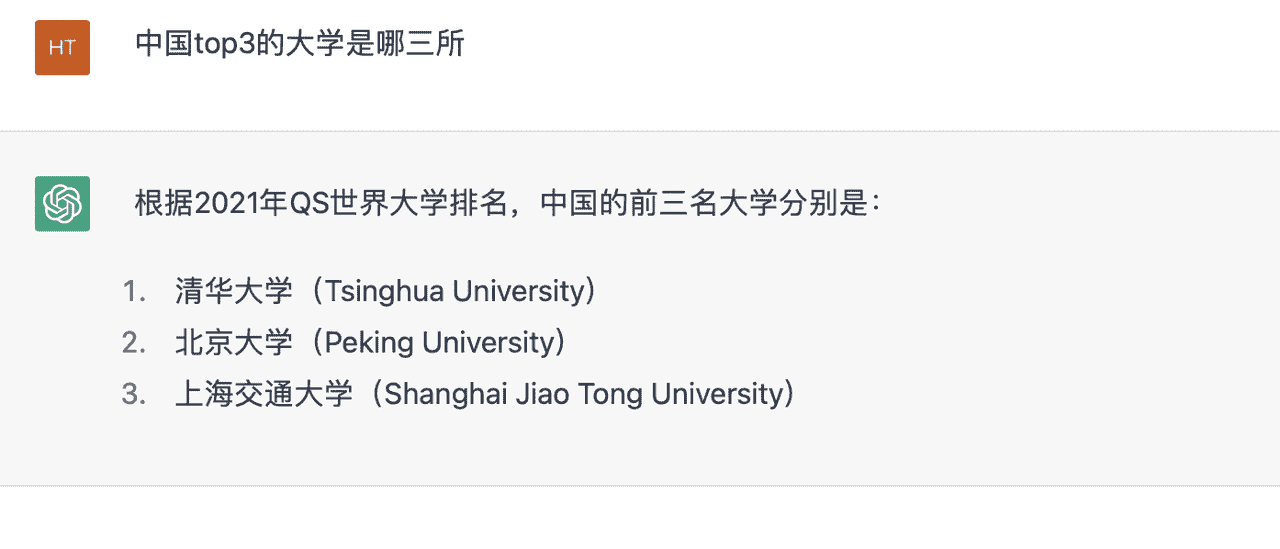 HT
中国top3的大学是哪三所
根据2021年QS世界大学排名，中国的前三名大学分别是：
1. 清华大学（Tsinghua University）
2. 北京大学（Peking University）
3. 上海交通大学（Shanghai Jiao Tong University）